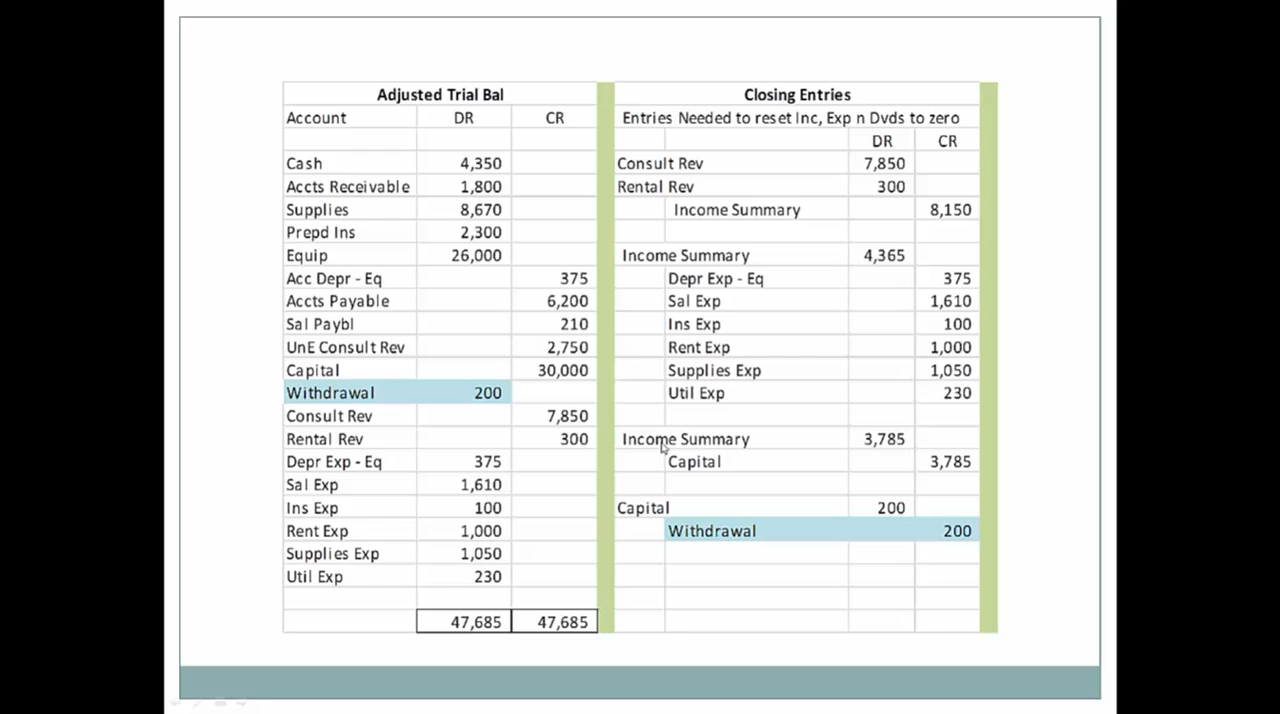 Adjusted Trial Bal
Account DR CR
Cash 4,350
Accts Receivable 1,800
Supplies 8,670
Prepd Ins 2,300
Equip 26,000
Acc Depr - Eq 375
Accts Payable 6,200
Sal Paybl 210
UnE Consult Rev 2,750
Capital 30,000
Withdrawal 200
Consult Rev 7,850
Rental Rev 300
Depr Exp - Eq 375
Sal Exp 1,610
Ins Exp 100
Rent Exp 1,000
Supplies Exp 1,050
Util Exp 230
47,685 47,685
Closing Entries
Entries Needed to reset Inc, Exp n Dvds to zero
DR CR
Consult Rev 7,850
Rental Rev 300
Income Summary 8,150
Income Summary 4,365
Depr Exp - Eq 375
Sal Exp 1,610
Ins Exp 100
Rent Exp 1,000
Supplies Exp 1,050
Util Exp 230
Income Summary 3,785
Capital 3,785
Capital 200
Withdrawal 200